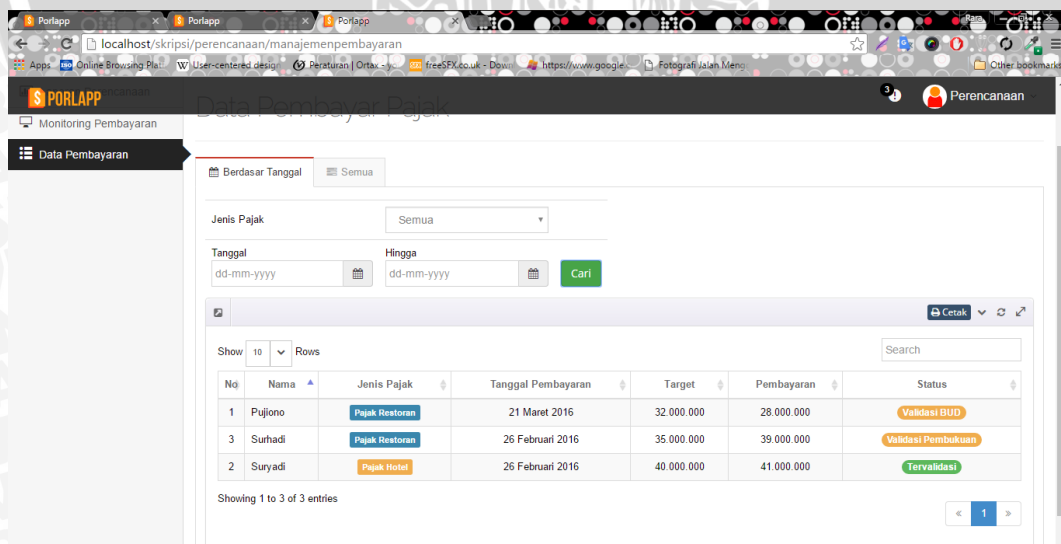 Porlapp Porlapp Porlapp Rara
localhost/skripsi/perencanaan/manajemenpembayaran
Apps Online Browsing Plat User-centered design Peraturan | Ortax - freeSFX.co.uk - Down https://www.google Fotografi Jalan Meng Other bookmarks
PORLAPP 3 Perencanaan
Data Pembayar Pajak
Monitoring Pembayaran
Data Pembayaran
Berdasar Tanggal Semua
Jenis Pajak Semua
Tanggal Hingga
dd-mm-yyyy dd-mm-yyyy Cari
Cetak
Show 10 Rows Search
No Nama Jenis Pajak Tanggal Pembayaran Target Pembayaran Status
1 Pujiono Pajak Restoran 21 Maret 2016 32.000.000 28.000.000 Validasi BUD
3 Surhadi Pajak Restoran 26 Februari 2016 35.000.000 39.000.000 Validasi Pembukuan
2 Suryadi Pajak Hotel 26 Februari 2016 40.000.000 41.000.000 Tervalidasi
Showing 1 to 3 of 3 entries
« 1 »